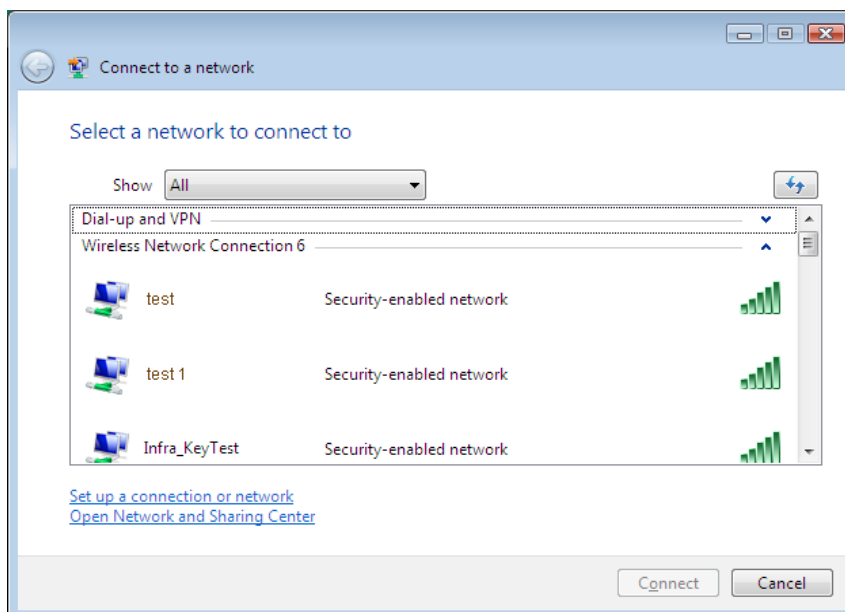 Connect to a network
Select a network to connect to
Show All
Dial-up and VPN
Wireless Network Connection 6
test Security-enabled network
test 1 Security-enabled network
Infra_KeyTest Security-enabled network
Set up a connection or network
Open Network and Sharing Center
Connect Cancel